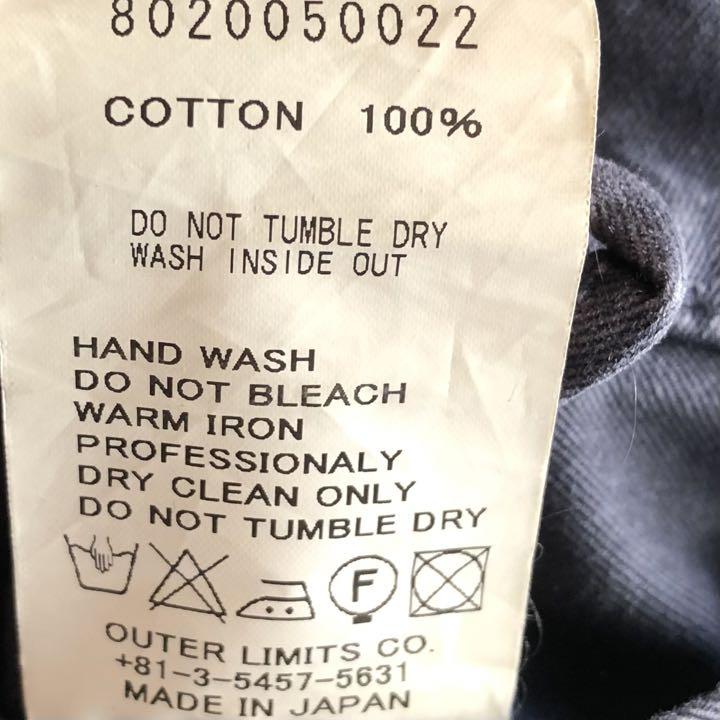 8020050022
COTTON 100%
DO NOT TUMBLE DRY
WASH INSIDE OUT
HAND WASH
DO NOT BLEACH
WARM IRON
PROFESSIONALY
DRY CLEAN ONLY
DO NOT TUMBLE DRY
F
OUTER LIMITS CO.
+81-3-5457-5631
MADE IN JAPAN